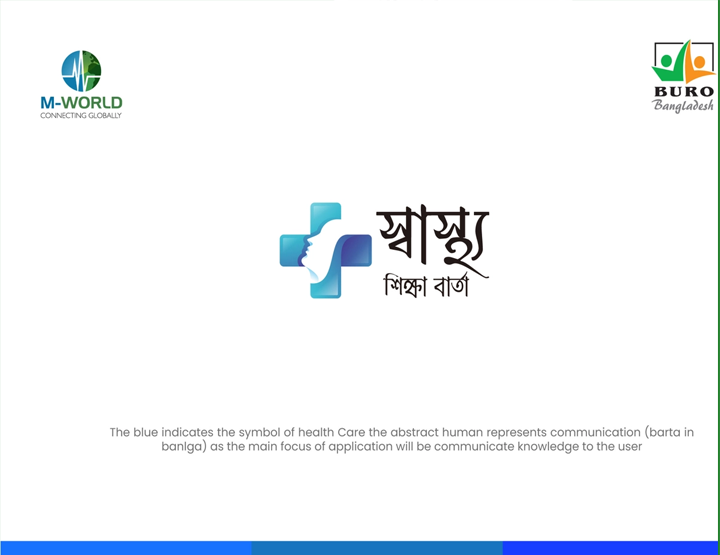 M-WORLD
CONNECTING GLOBALLY
BURO
Bangladesh
স্বাস্থ্য
শিক্ষা বার্তা
The blue indicates the symbol of health Care the abstract human represents communication (barta in
banlga) as the main focus of application will be communicate knowledge to the user